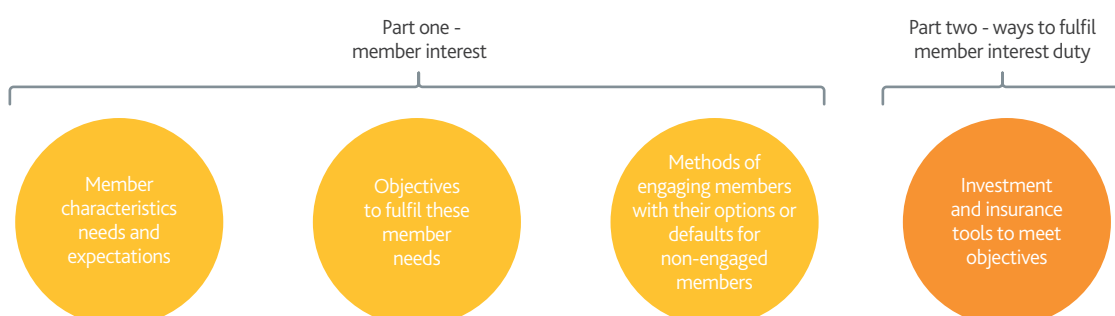 Part one -
member interest
Part two - ways to fulfil
member interest duty
Member
characteristics
needs and
expectations
Objectives
to fulfil these
member
needs
Methods of
engaging members
with their options or
defaults for
non-engaged
members
Investment
and insurance
tools to meet
objectives